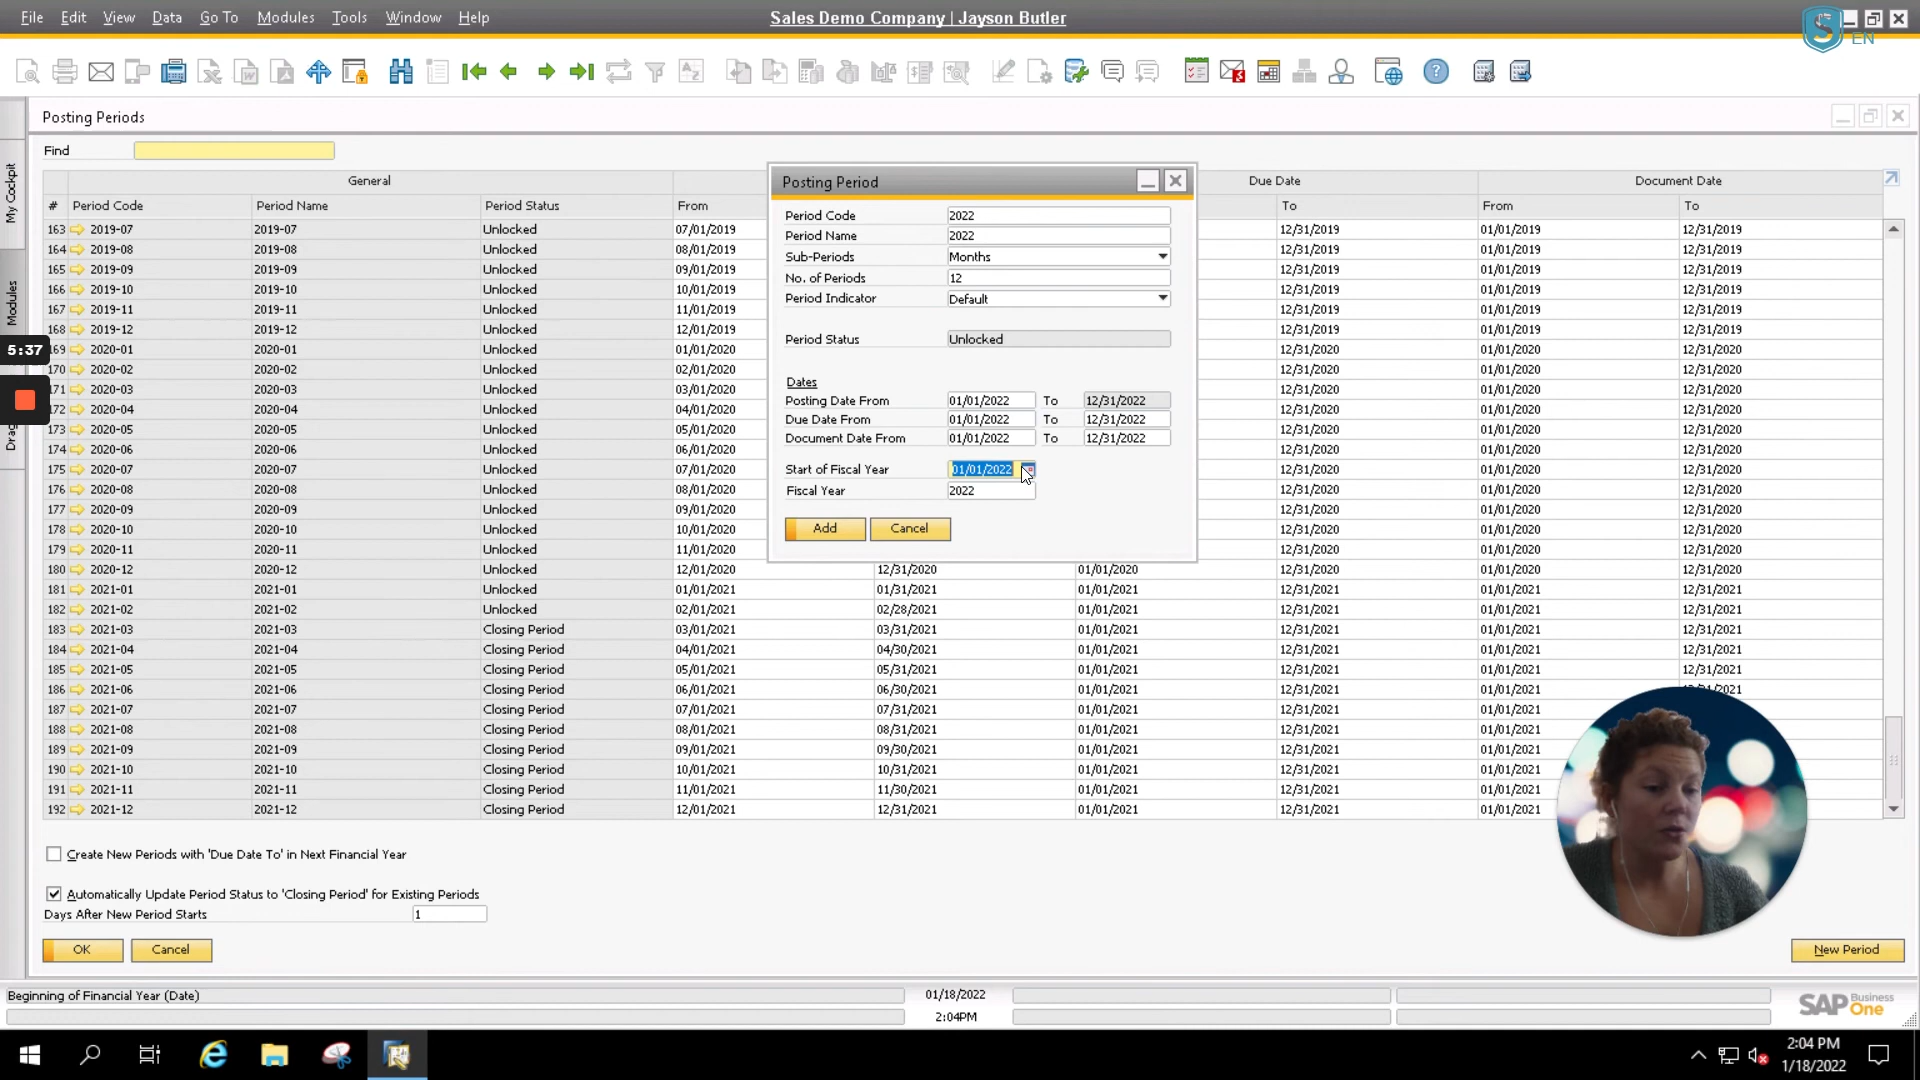 File Edit View Data Go To Modules Tools Window Help
Sales Demo Company | Jayson Butler
EN
Posting Periods
Find
General Due Date Document Date
# Period Code Period Name Period Status From To From To
163 2019-07 2019-07 Unlocked 07/01/2019 12/31/2019 01/01/2019 12/31/2019
164 2019-08 2019-08 Unlocked 08/01/2019 12/31/2019 01/01/2019 12/31/2019
165 2019-09 2019-09 Unlocked 09/01/2019 12/31/2019 01/01/2019 12/31/2019
166 2019-10 2019-10 Unlocked 10/01/2019 12/31/2019 01/01/2019 12/31/2019
167 2019-11 2019-11 Unlocked 11/01/2019 12/31/2019 01/01/2019 12/31/2019
168 2019-12 2019-12 Unlocked 12/01/2019 12/31/2019 01/01/2019 12/31/2019
69 2020-01 2020-01 Unlocked 01/01/2020 12/31/2020 01/01/2020 12/31/2020
170 2020-02 2020-02 Unlocked 02/01/2020 12/31/2020 01/01/2020 12/31/2020
71 2020-03 2020-03 Unlocked 03/01/2020 12/31/2020 01/01/2020 12/31/2020
72 2020-04 2020-04 Unlocked 04/01/2020 12/31/2020 01/01/2020 12/31/2020
173 2020-05 2020-05 Unlocked 05/01/2020 12/31/2020 01/01/2020 12/31/2020
174 2020-06 2020-06 Unlocked 06/01/2020 12/31/2020 01/01/2020 12/31/2020
175 2020-07 2020-07 Unlocked 07/01/2020 12/31/2020 01/01/2020 12/31/2020
176 2020-08 2020-08 Unlocked 08/01/2020 12/31/2020 01/01/2020 12/31/2020
177 2020-09 2020-09 Unlocked 09/01/2020 12/31/2020 01/01/2020 12/31/2020
178 2020-10 2020-10 Unlocked 10/01/2020 12/31/2020 01/01/2020 12/31/2020
179 2020-11 2020-11 Unlocked 11/01/2020 12/31/2020 01/01/2020 12/31/2020
180 2020-12 2020-12 Unlocked 12/01/2020 12/31/2020 01/01/2020 12/31/2020 01/01/2020 12/31/2020
181 2021-01 2021-01 Unlocked 01/01/2021 01/31/2021 01/01/2021 12/31/2021 01/01/2021 12/31/2021
182 2021-02 2021-02 Unlocked 02/01/2021 02/28/2021 01/01/2021 12/31/2021 01/01/2021 12/31/2021
183 2021-03 2021-03 Closing Period 03/01/2021 03/31/2021 01/01/2021 12/31/2021 01/01/2021 12/31/2021
184 2021-04 2021-04 Closing Period 04/01/2021 04/30/2021 01/01/2021 12/31/2021 01/01/2021 12/31/2021
185 2021-05 2021-05 Closing Period 05/01/2021 05/31/2021 01/01/2021 12/31/2021 01/01/2021 12/31/2021
186 2021-06 2021-06 Closing Period 06/01/2021 06/30/2021 01/01/2021 12/31/2021 01/01/2021 12/31/2021
187 2021-07 2021-07 Closing Period 07/01/2021 07/31/2021 01/01/2021 12/31/2021 01/01/2021
188 2021-08 2021-08 Closing Period 08/01/2021 08/31/2021 01/01/2021 12/31/2021 01/01/2021
189 2021-09 2021-09 Closing Period 09/01/2021 09/30/2021 01/01/2021 12/31/2021 01/01/2021
190 2021-10 2021-10 Closing Period 10/01/2021 10/31/2021 01/01/2021 12/31/2021 01/01/2021
191 2021-11 2021-11 Closing Period 11/01/2021 11/30/2021 01/01/2021 12/31/2021 01/01/2021
192 2021-12 2021-12 Closing Period 12/01/2021 12/31/2021 01/01/2021 12/31/2021 01/01/2021
Posting Period
Period Code 2022
Period Name 2022
Sub-Periods Months
No. of Periods 12
Period Indicator Default
Period Status Unlocked
Dates
Posting Date From 01/01/2022 To 12/31/2022
Due Date From 01/01/2022 To 12/31/2022
Document Date From 01/01/2022 To 12/31/2022
Start of Fiscal Year 01/01/2022
Fiscal Year 2022
Add Cancel
My Cockpit
Modules
Drag
5:37
Create New Periods with 'Due Date To' in Next Financial Year
Automatically Update Period Status to 'Closing Period' for Existing Periods
Days After New Period Starts 1
OK Cancel New Period
Beginning of Financial Year (Date) 01/18/2022
2:04PM
SAP Business One
2:04 PM
1/18/2022